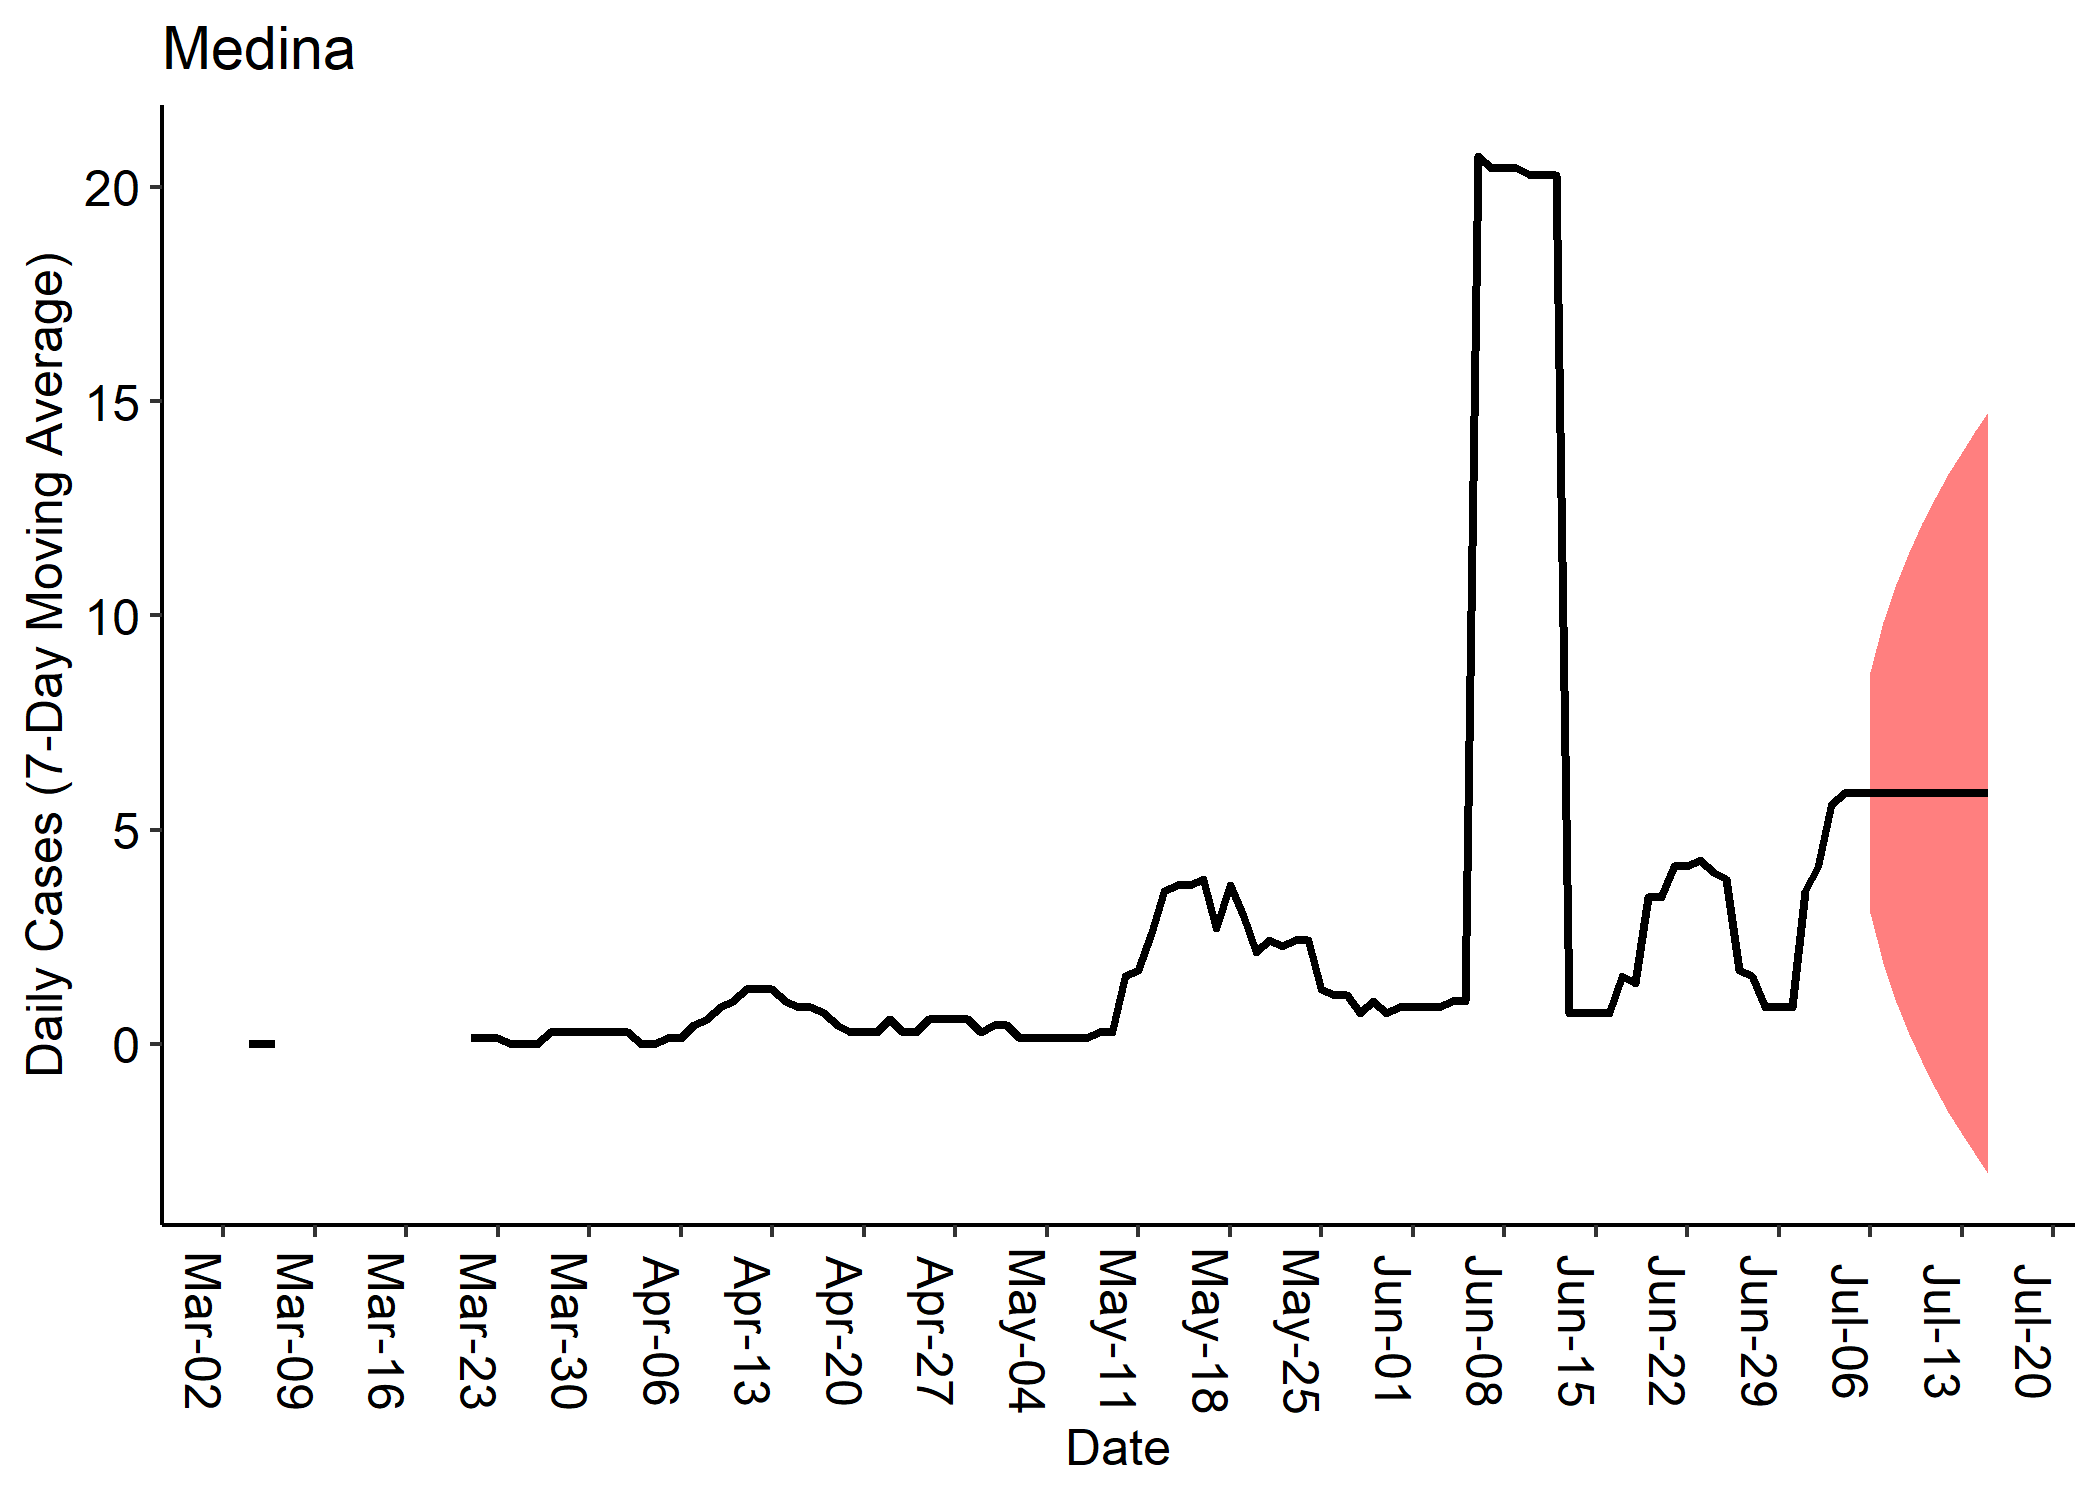 Medina
Daily Cases (7-Day Moving Average)
20
15
10
5
0
Mar-02
Mar-09
Mar-16
Mar-23
Mar-30
Apr-06
Apr-13
Apr-20
Apr-27
May-04
May-11
May-18
May-25
Jun-01
Jun-08
Jun-15
Jun-22
Jun-29
Jul-06
Jul-13
Jul-20
Date